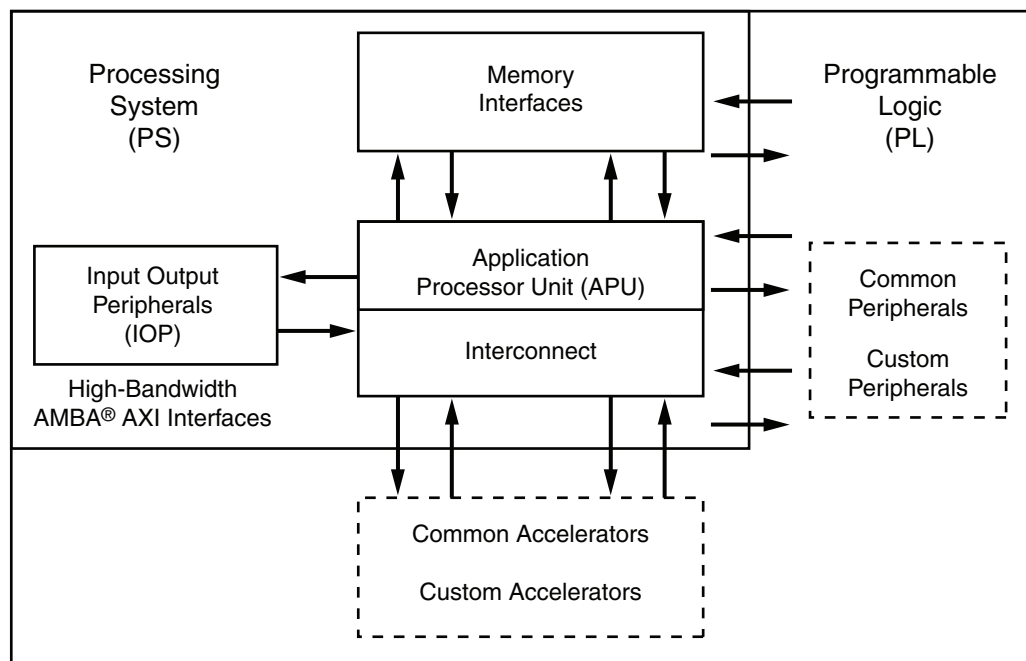 Processing
System
(PS)
Memory
Interfaces
Programmable
Logic
(PL)
Input Output
Peripherals
(IOP)
Application
Processor Unit (APU)
Interconnect
Common
Peripherals
Custom
Peripherals
High-Bandwidth
AMBA® AXI Interfaces
Common Accelerators
Custom Accelerators